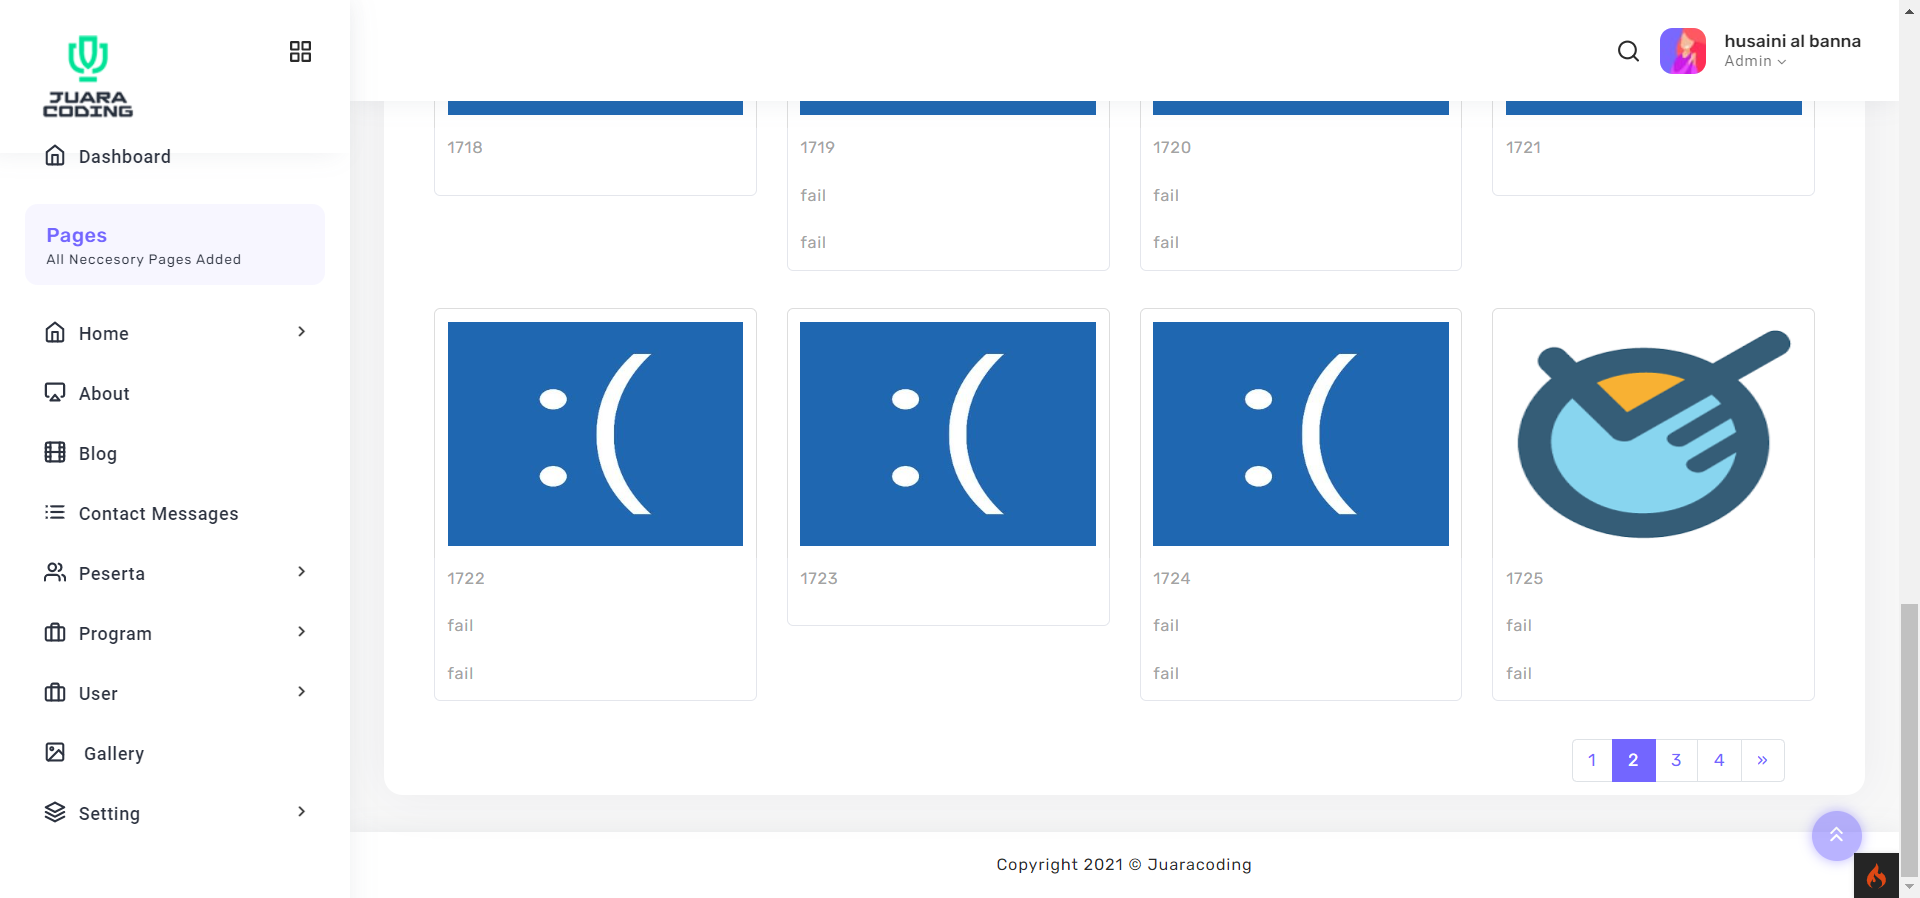 JUARA
CODING
husaini al banna
Admin
Dashboard
Pages
All Neccesory Pages Added
Home
About
Blog
Contact Messages
Peserta
Program
User
Gallery
Setting
1718
1719
fail
fail
1720
fail
fail
1721
:(
1722
fail
fail
:(
1723
:(
1724
fail
fail
1725
fail
fail
1 2 3 4 »
Copyright 2021 © Juaracoding